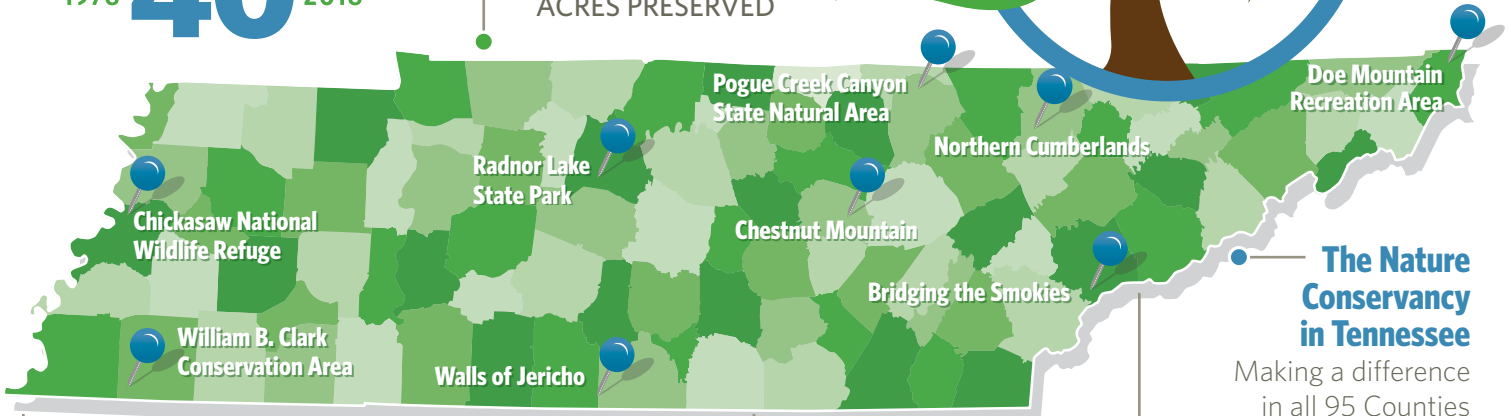 ACRES PRESERVED
Pogue Creek Canyon
State Natural Area
Doe Mountain
Recreation Area
Northern Cumberlands
Radnor Lake
State Park
Chickasaw National
Wildlife Refuge
Chestnut Mountain
Bridging the Smokies
William B. Clark
Conservation Area
Walls of Jericho
The Nature
Conservancy
in Tennessee
Making a difference
in all 95 Counties